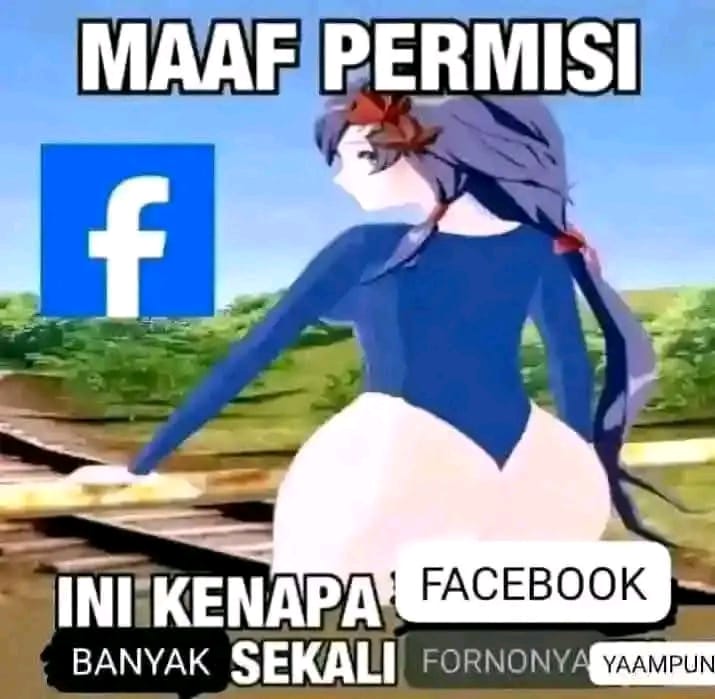 MAAF PERMISI
f
INI KENAPA FACEBOOK
BANYAK SEKALI FORNONYA YAAMPUN